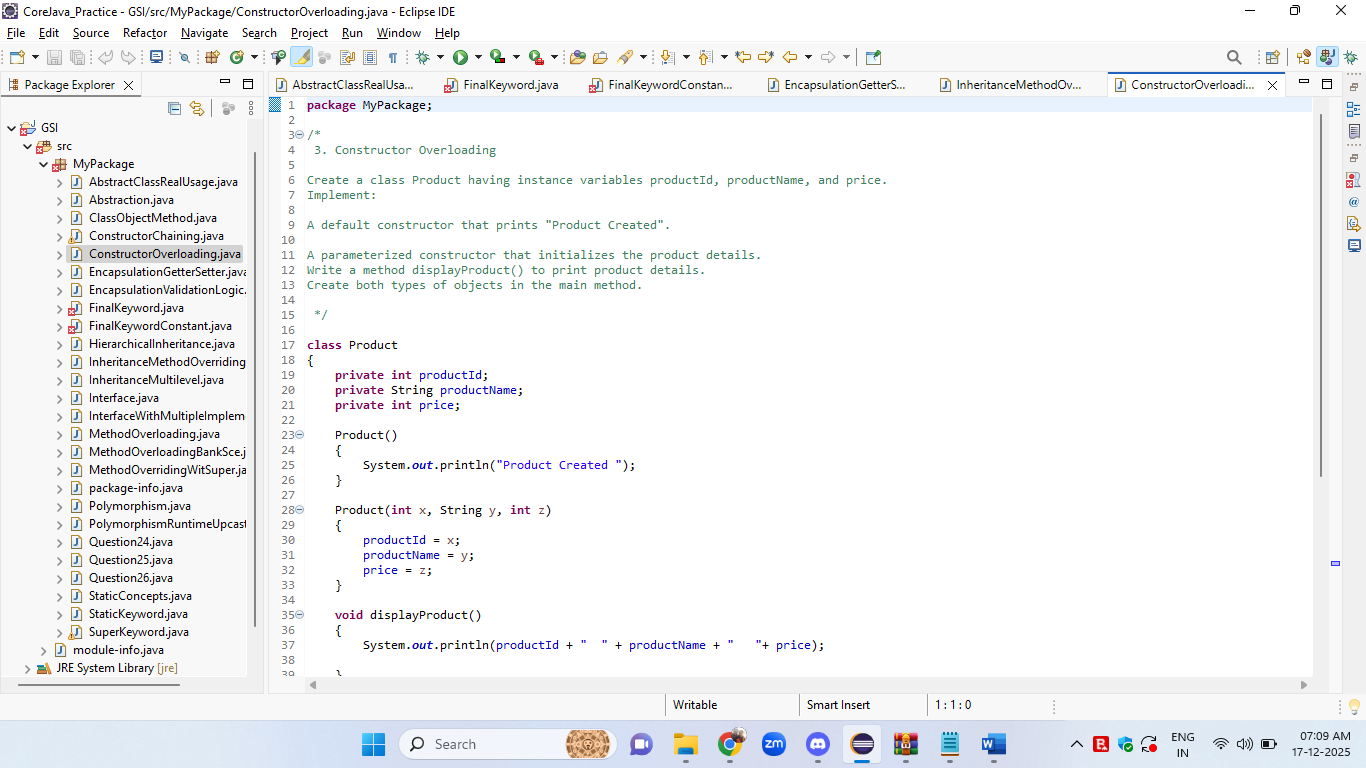 CoreJava_Practice - GSI/src/MyPackage/ConstructorOverloading.java - Eclipse IDE
File Edit Source Refactor Navigate Search Project Run Window Help
Package Explorer
AbstractClassRealUsa... FinalKeyword.java FinalKeywordConstan... EncapsulationGetterS... InheritanceMethodOv... ConstructorOverloadi...
GSI
src
MyPackage
AbstractClassRealUsage.java
Abstraction.java
ClassObjectMethod.java
ConstructorChaining.java
ConstructorOverloading.java
EncapsulationGetterSetter.java
EncapsulationValidationLogic.
FinalKeyword.java
FinalKeywordConstant.java
HierarchicalInheritance.java
InheritanceMethodOverriding
InheritanceMultilevel.java
Interface.java
InterfaceWithMultipleImplem
MethodOverloading.java
MethodOverloadingBankSce.j
MethodOverridingWitSuper.ja
package-info.java
Polymorphism.java
PolymorphismRuntimeUpcast
Question24.java
Question25.java
Question26.java
StaticConcepts.java
StaticKeyword.java
SuperKeyword.java
module-info.java
JRE System Library [jre]
1 package MyPackage;
2
3 /*
4 3. Constructor Overloading
5
6 Create a class Product having instance variables productId, productName, and price.
7 Implement:
8
9 A default constructor that prints "Product Created".
10
11 A parameterized constructor that initializes the product details.
12 Write a method displayProduct() to print product details.
13 Create both types of objects in the main method.
14
15 */
16
17 class Product
18 {
19 private int productId;
20 private String productName;
21 private int price;
22
23 Product()
24 {
25 System.out.println("Product Created ");
26 }
27
28 Product(int x, String y, int z)
29 {
30 productId = x;
31 productName = y;
32 price = z;
33 }
34
35 void displayProduct()
36 {
37 System.out.println(productId + "  " + productName + "   "+ price);
38
39 }
Writable Smart Insert 1 : 1 : 0
Search
zm
ENG
IN
07:09 AM
17-12-2025